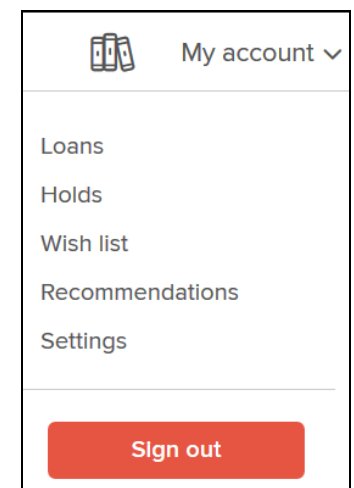 My account
Loans
Holds
Wish list
Recommendations
Settings
SIgn out